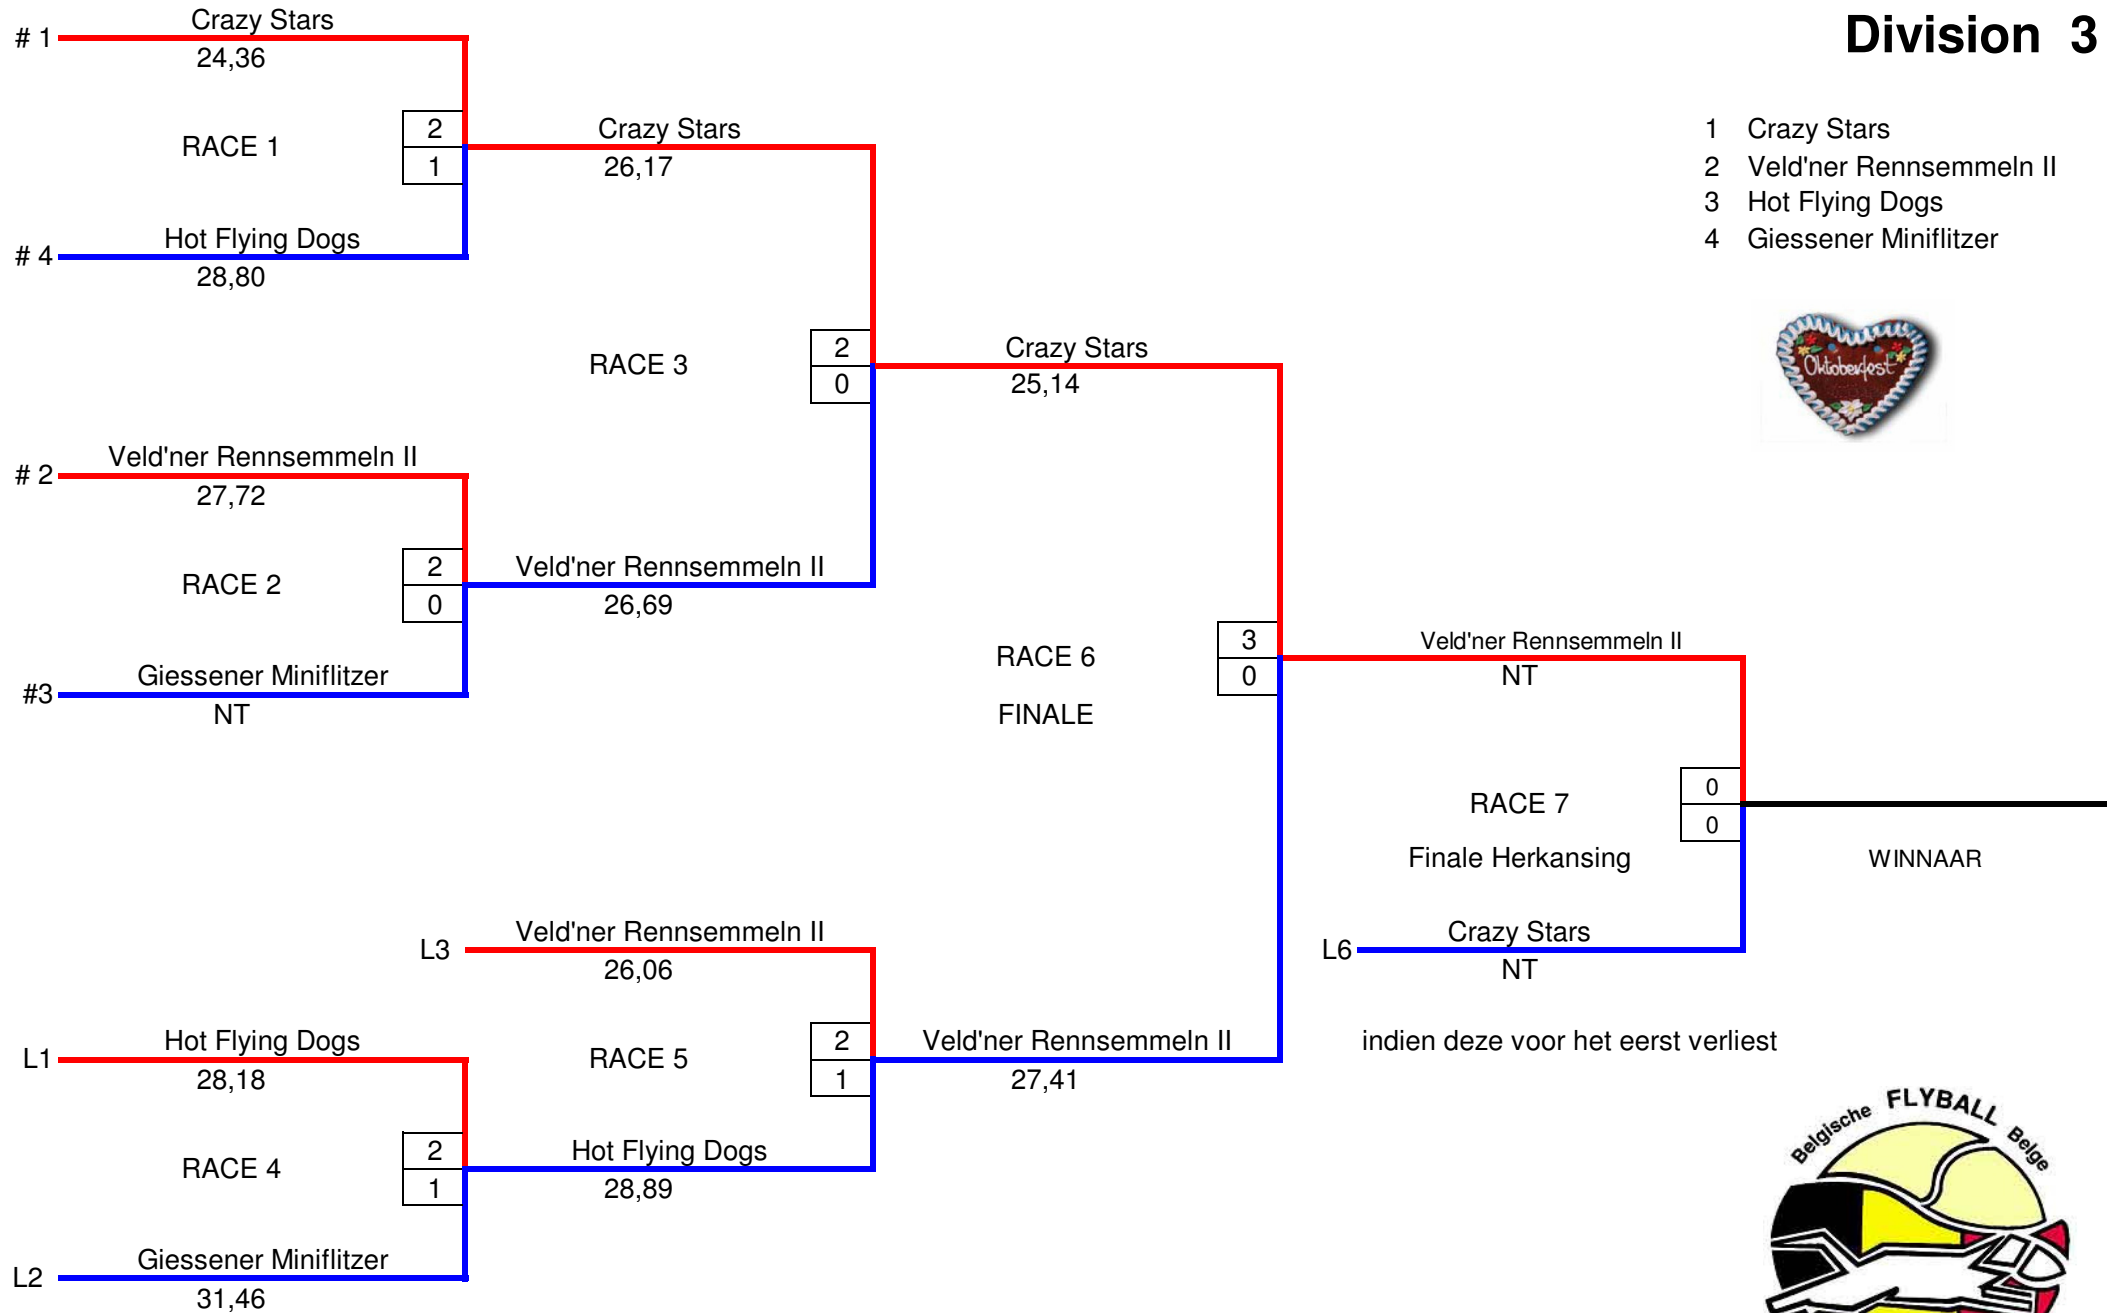 Division 3
1 Crazy Stars
2 Veld'ner Rennsemmeln II
3 Hot Flying Dogs
4 Giessener Miniflitzer
Oktoberfest
# 1
Crazy Stars
24,36
RACE 1
2
1
# 4
Hot Flying Dogs
28,80
Crazy Stars
26,17
RACE 3
2
0
# 2
Veld'ner Rennsemmeln II
27,72
RACE 2
2
0
#3
Giessener Miniflitzer
NT
Veld'ner Rennsemmeln II
26,69
Crazy Stars
25,14
RACE 6
3
0
FINALE
Veld'ner Rennsemmeln II
NT
RACE 7
0
0
Finale Herkansing
WINNAAR
L6
Crazy Stars
NT
indien deze voor het eerst verliest
L3
Veld'ner Rennsemmeln II
26,06
RACE 5
2
1
Veld'ner Rennsemmeln II
27,41
L1
Hot Flying Dogs
28,18
RACE 4
2
1
Hot Flying Dogs
28,89
L2
Giessener Miniflitzer
31,46
Belgische FLYBALL Belge